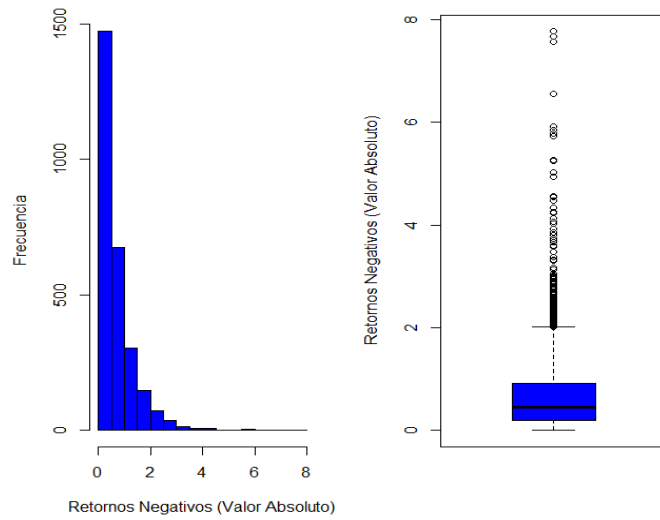 1500
1000
500
0
Frecuencia
0 2 4 6 8
Retornos Negativos (Valor Absoluto)
8
6
4
2
0
Retornos Negativos (Valor Absoluto)